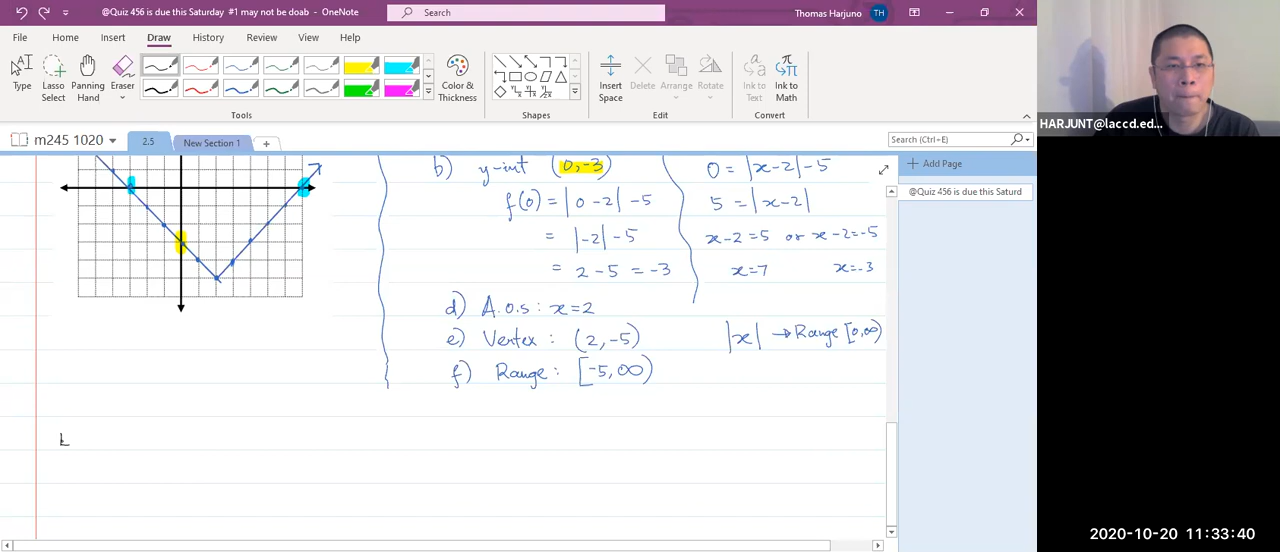 @Quiz 456 is due this Saturday #1 may not be doab - OneNote
Search
Thomas Harjuno
TH
File Home Insert Draw History Review View Help
Type
Lasso Select
Panning Hand
Eraser
Color & Thickness
Insert Space
Delete
Arrange
Rotate
Ink to Text
Ink to Math
Tools
Shapes
Edit
Convert
m245 1020
2.5
New Section 1
Search (Ctrl+E)
Add Page
@Quiz 456 is due this Saturd
b) y-int (0,-3)
f(0) = |0-2| -5
= |-2| -5
= 2-5 = -3
0 = |x-2| -5
5 = |x-2|
x-2=5 or x-2=-5
x=7 x=-3
d) A.o.s: x=2
e) Vertex: (2,-5)
|x| → Range [0,∞)
f) Range: [-5,∞)
HARJUNT@laccd.ed...
2020-10-20 11:33:40